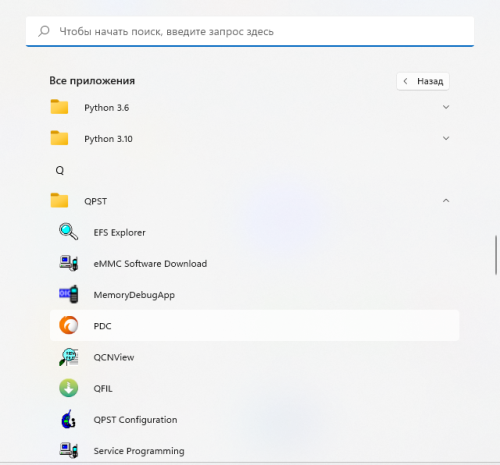 Чтобы начать поиск, введите запрос здесь
Все приложения
Назад
Python 3.6
Python 3.10
Q
QPST
EFS Explorer
eMMC Software Download
MemoryDebugApp
PDC
QCNView
QFIL
QPST Configuration
Service Programming